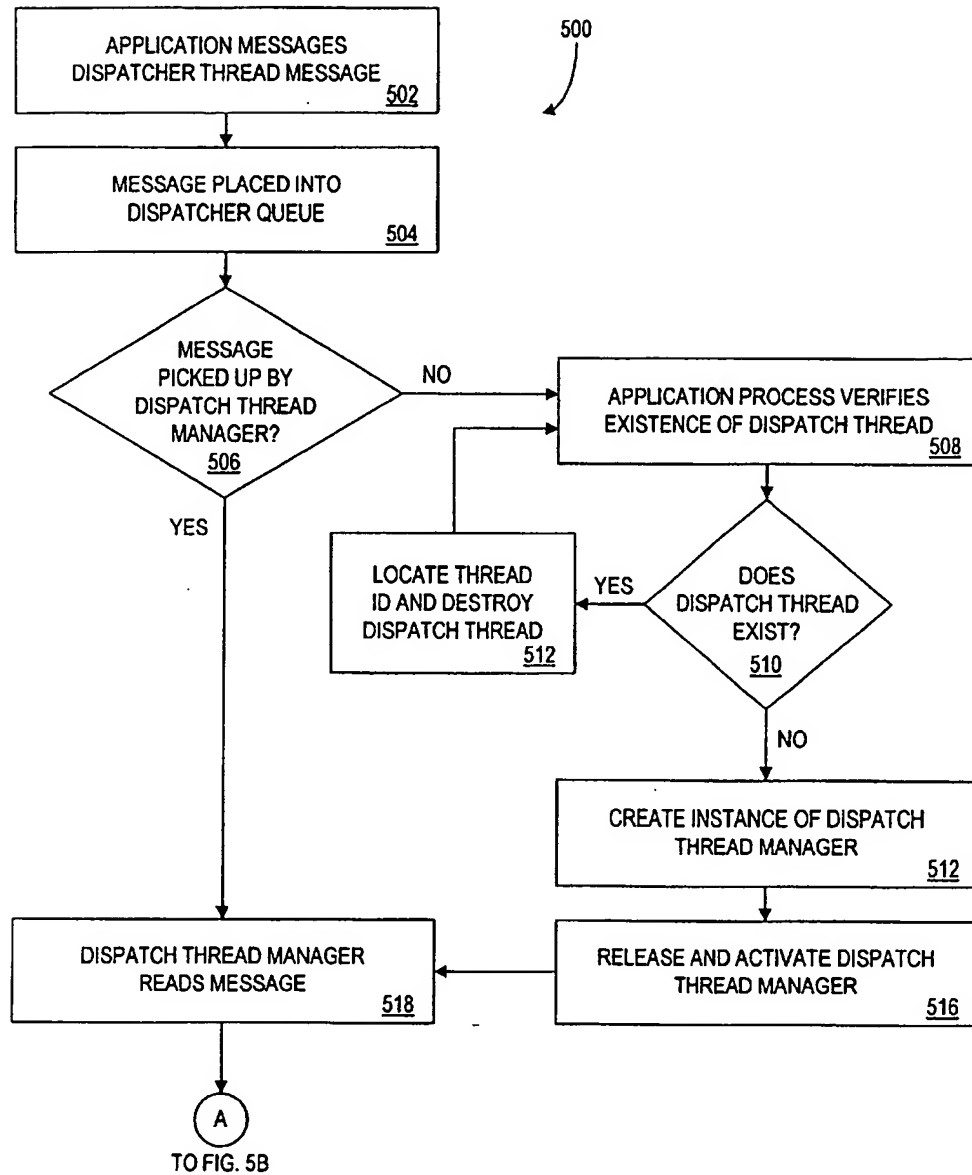 APPLICATION MESSAGES
DISPATCHER THREAD MESSAGE
502
500
MESSAGE PLACED INTO
DISPATCHER QUEUE
504
MESSAGE
PICKED UP BY
DISPATCH THREAD
MANAGER?
506
NO
YES
APPLICATION PROCESS VERIFIES
EXISTENCE OF DISPATCH THREAD
508
DOES
DISPATCH THREAD
EXIST?
510
YES
NO
LOCATE THREAD
ID AND DESTROY
DISPATCH THREAD
512
CREATE INSTANCE OF DISPATCH
THREAD MANAGER
512
RELEASE AND ACTIVATE DISPATCH
THREAD MANAGER
516
DISPATCH THREAD MANAGER
READS MESSAGE
518
A
TO FIG. 5B